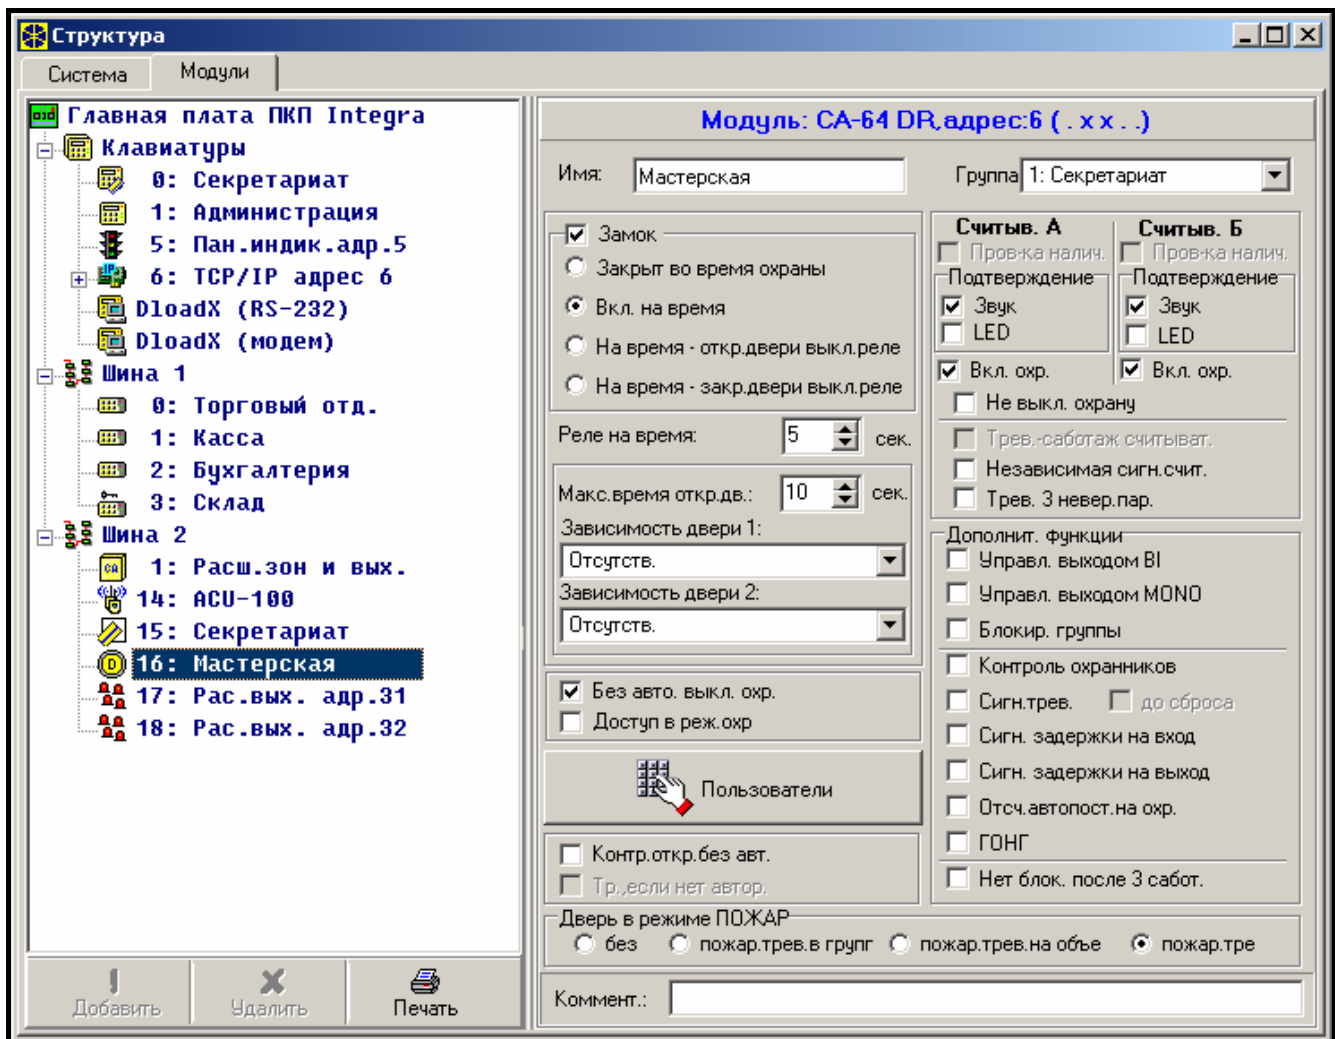 Структура
Система Модули
Главная плата ПКП Integra
Клавиатуры
0: Секретариат
1: Администрация
5: Пан.индик.адр.5
6: TCP/IP адрес 6
DloadX (RS-232)
DloadX (модем)
Шина 1
0: Торговый отд.
1: Касса
2: Бухгалтерия
3: Склад
Шина 2
1: Расш.зон и вых.
14: ACU-100
15: Секретариат
16: Мастерская
17: Рас.вых. адр.31
18: Рас.вых. адр.32
Добавить Удалить Печать
Модуль: CA-64 DR,адрес:6 ( . x x . .)
Имя: Мастерская Группа 1: Секретариат
Замок
Закрыт во время охраны
Вкл. на время
На время - откр.двери выкл.реле
На время - закр.двери выкл.реле
Реле на время: 5 сек.
Макс.время откр.дв.: 10 сек.
Зависимость двери 1:
Отсутств.
Зависимость двери 2:
Отсутств.
Без авто. выкл. охр.
Доступ в реж.охр
Пользователи
Контр.откр.без авт.
Тр.,если нет автор.
Считыв. А Считыв. Б
Пров-ка налич. Пров-ка налич.
Подтверждение Подтверждение
Звук Звук
LED LED
Вкл. охр. Вкл. охр.
Не выкл. охрану
Трев.-саботаж считыват.
Независимая сигн.счит.
Трев. 3 невер.пар.
Дополнит. функции
Управл. выходом BI
Управл. выходом MONO
Блокир. группы
Контроль охранников
Сигн.трев. до сброса
Сигн. задержки на вход
Сигн. задержки на выход
Отсч.автопост.на охр.
ГОНГ
Нет блок. после 3 сабот.
Дверь в режиме ПОЖАР
без пожар.трев.в групг пожар.трев.на объе пожар.тре
Коммент.: